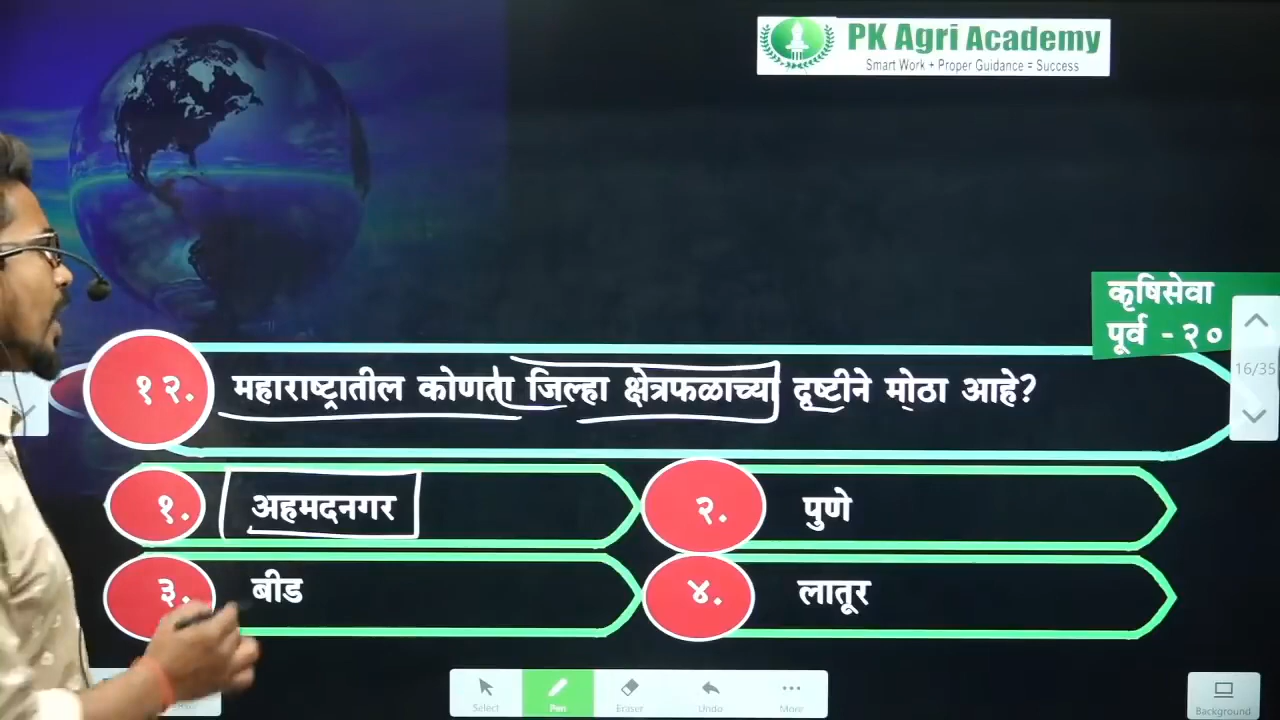 PK Agri Academy
Smart Work + Proper Guidance = Success
कृषिसेवा
पूर्व - २०
16/35
१२. महाराष्ट्रातील कोणता जिल्हा क्षेत्रफळाच्या दृष्टीने मोठा आहे?
१. अहमदनगर
२. पुणे
३. बीड
४. लातूर
Select
Pen
Eraser
Undo
More
Background